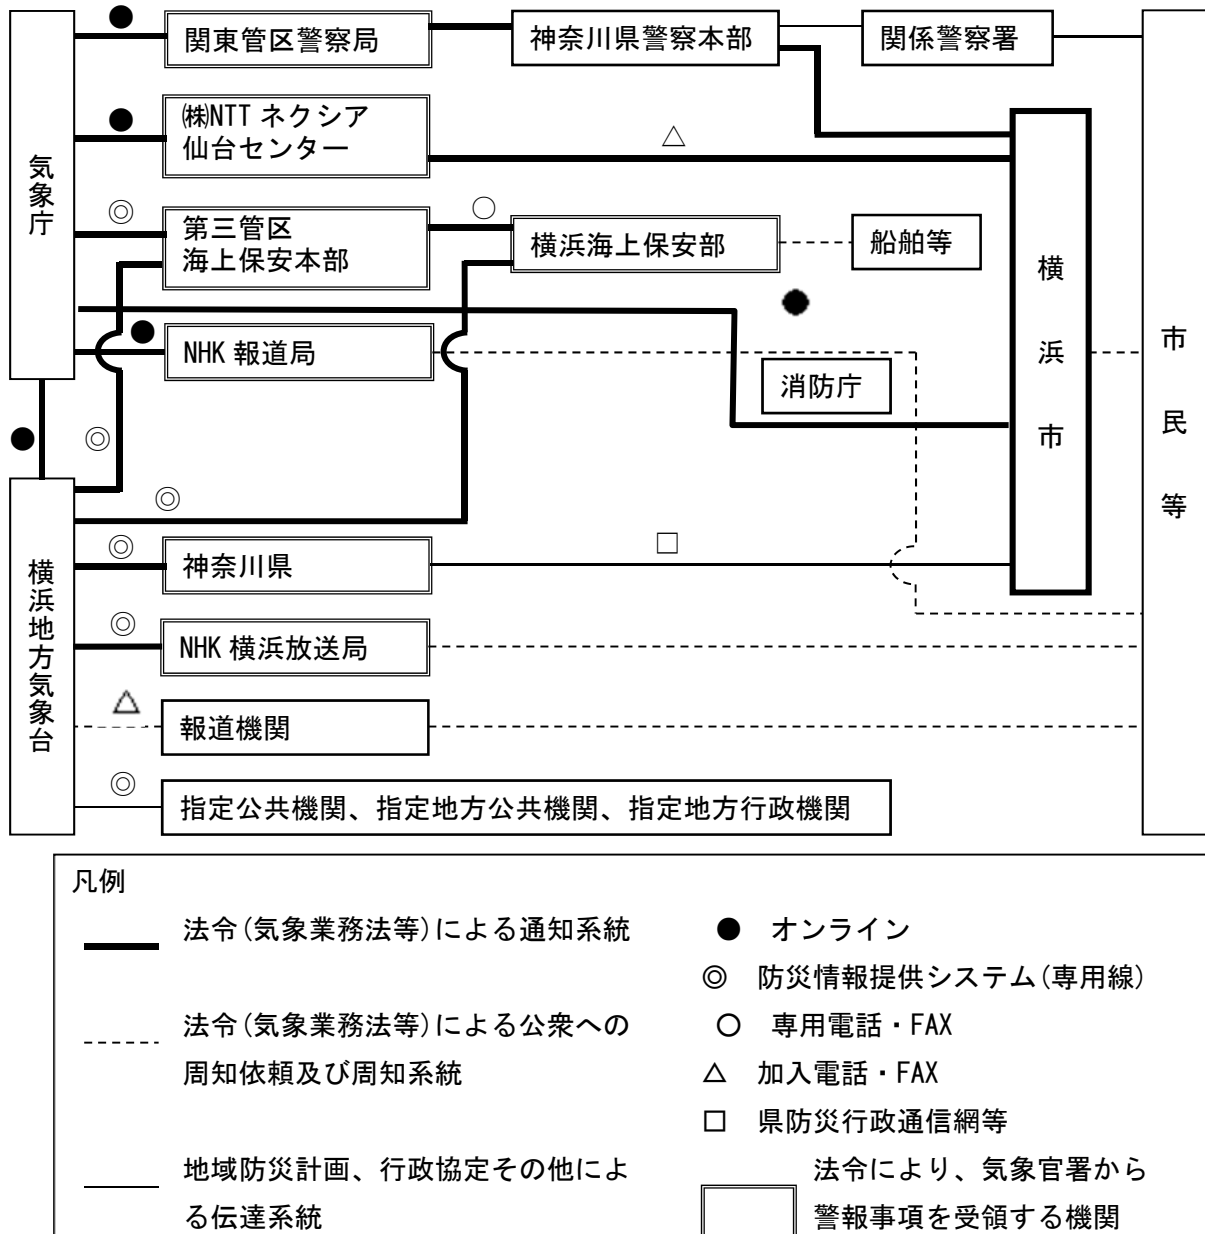 関東管区警察局
神奈川県警察本部
関係警察署
㈱NTTネクシア
仙台センター
△
気象庁
◎
第三管区
海上保安本部
○
横浜海上保安部
船舶等
横浜市
市民等
NHK報道局
消防庁
◎
◎
横浜地方気象台
◎
神奈川県
□
◎
NHK横浜放送局
△
報道機関
◎
指定公共機関、指定地方公共機関、指定地方行政機関
凡例
法令(気象業務法等)による通知系統
● オンライン
◎ 防災情報提供システム(専用線)
法令(気象業務法等)による公衆への
周知依頼及び周知系統
○ 専用電話・FAX
△ 加入電話・FAX
□ 県防災行政通信網等
地域防災計画、行政協定その他によ
る伝達系統
法令により、気象官署から
警報事項を受領する機関